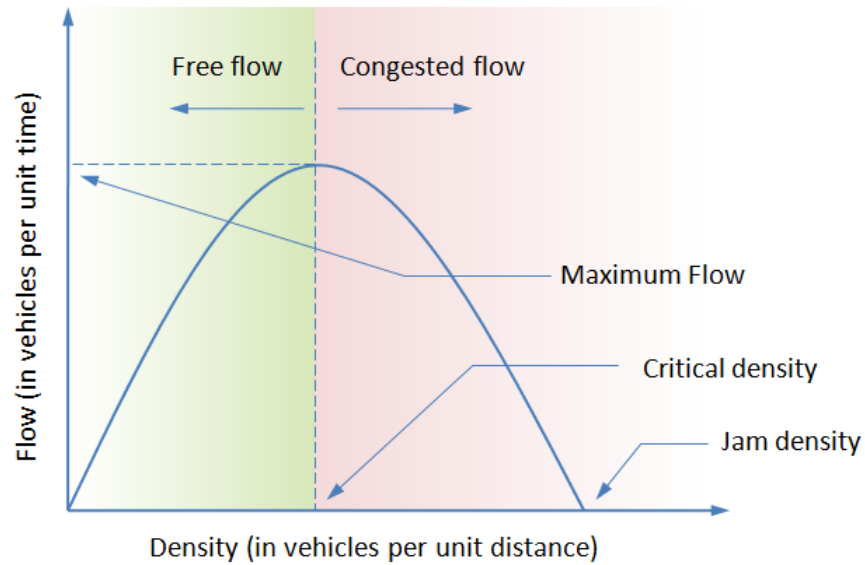 Free flow
Congested flow
Flow (in vehicles per unit time)
Maximum Flow
Critical density
Jam density
Density (in vehicles per unit distance)